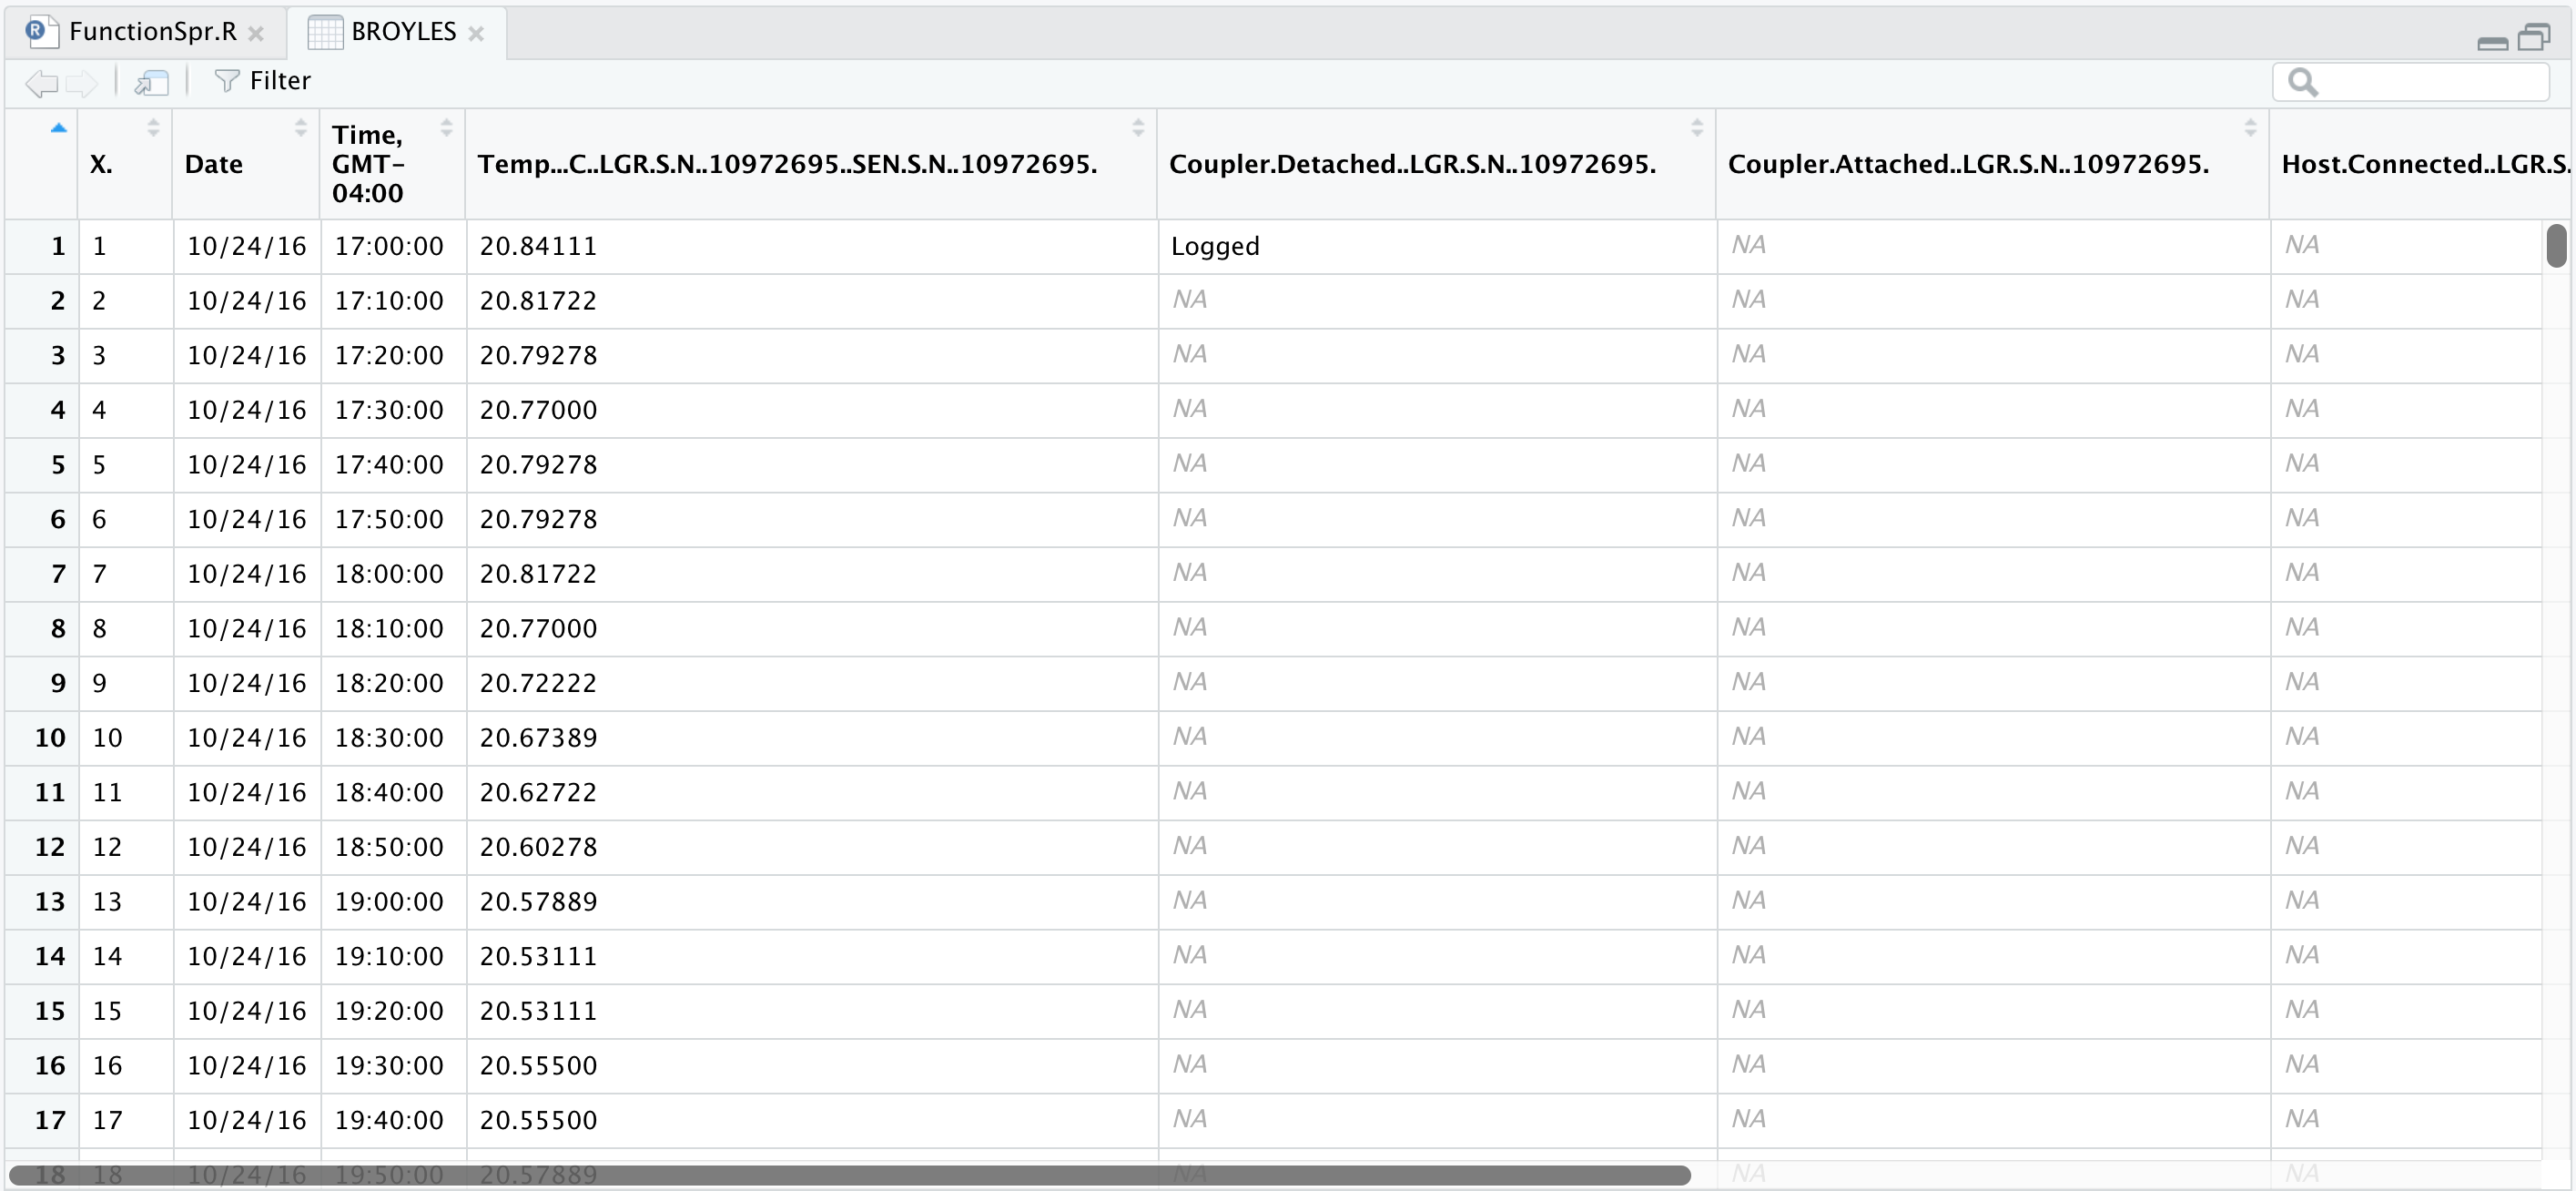 FunctionSpr.R
BROYLES
Filter
X. Date Time, GMT-04:00 Temp...C..LGR.S.N..10972695..SEN.S.N..10972695. Coupler.Detached..LGR.S.N..10972695. Coupler.Attached..LGR.S.N..10972695. Host.Connected..LGR.S.
1 1 10/24/16 17:00:00 20.84111 Logged NA NA
2 2 10/24/16 17:10:00 20.81722 NA NA NA
3 3 10/24/16 17:20:00 20.79278 NA NA NA
4 4 10/24/16 17:30:00 20.77000 NA NA NA
5 5 10/24/16 17:40:00 20.79278 NA NA NA
6 6 10/24/16 17:50:00 20.79278 NA NA NA
7 7 10/24/16 18:00:00 20.81722 NA NA NA
8 8 10/24/16 18:10:00 20.77000 NA NA NA
9 9 10/24/16 18:20:00 20.72222 NA NA NA
10 10 10/24/16 18:30:00 20.67389 NA NA NA
11 11 10/24/16 18:40:00 20.62722 NA NA NA
12 12 10/24/16 18:50:00 20.60278 NA NA NA
13 13 10/24/16 19:00:00 20.57889 NA NA NA
14 14 10/24/16 19:10:00 20.53111 NA NA NA
15 15 10/24/16 19:20:00 20.53111 NA NA NA
16 16 10/24/16 19:30:00 20.55500 NA NA NA
17 17 10/24/16 19:40:00 20.55500 NA NA NA
18 18 10/24/16 19:50:00 20.57889 NA NA NA